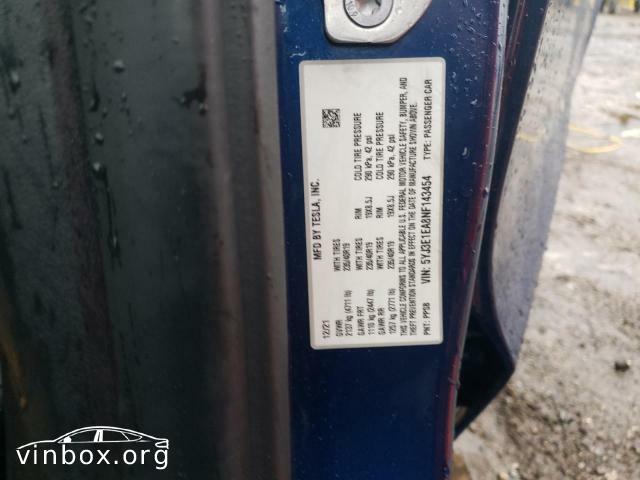 MFD BY TESLA, INC.
12/21
GVWR WITH TIRES RIM COLD TIRE PRESSURE
2137 kg (4711 lb) 235/40R19 19X8.5J 290 kPa, 42 psi
GAWR FRT WITH TIRES RIM COLD TIRE PRESSURE
1110 kg (2447 lb) 235/40R19 19X8.5J 290 kPa, 42 psi
GAWR RR
1257 kg (2771 lb)
THIS VEHICLE CONFORMS TO ALL APPLICABLE U.S. FEDERAL MOTOR VEHICLE SAFETY, BUMPER, AND
THEFT PREVENTION STANDARDS IN EFFECT ON THE DATE OF MANUFACTURE SHOWN ABOVE.
VIN: 5YJ3E1EA8NF143454 TYPE: PASSENGER CAR
PNT: PPSB
vinbox.org